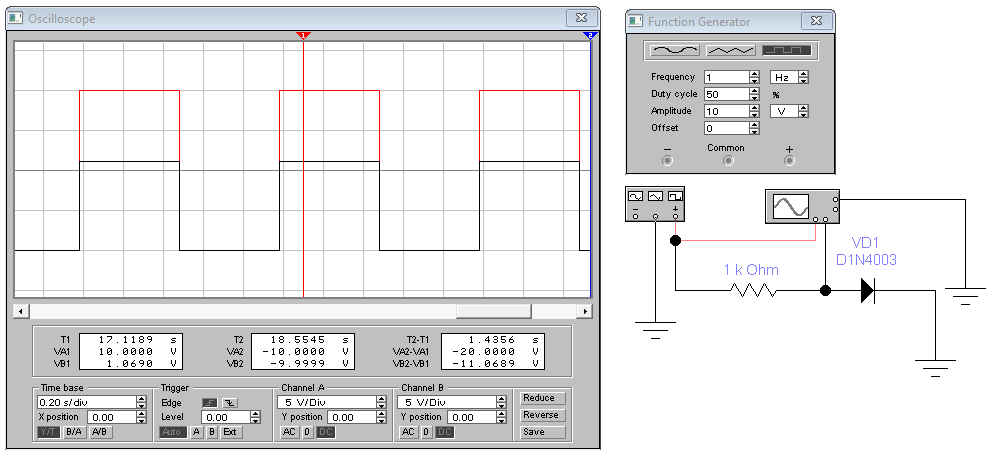 Oscilloscope
1
2
T1 17.1189 s
VA1 10.0000 V
VB1 1.0690 V
T2 18.5545 s
VA2 -10.0000 V
VB2 -9.9999 V
T2-T1 1.4356 s
VA2-VA1 -20.0000 V
VB2-VB1 -11.0689 V
Time base
0.20 s/div
X position 0.00
Y/T B/A A/B
Trigger
Edge
Level 0.00
Auto A B Ext
Channel A
5 V/Div
Y position 0.00
AC 0 DC
Channel B
5 V/Div
Y position 0.00
AC 0 DC
Reduce
Reverse
Save
Function Generator
Frequency 1 Hz
Duty cycle 50 %
Amplitude 10 V
Offset 0
− Common +
− +
1 k Ohm
VD1
D1N4003